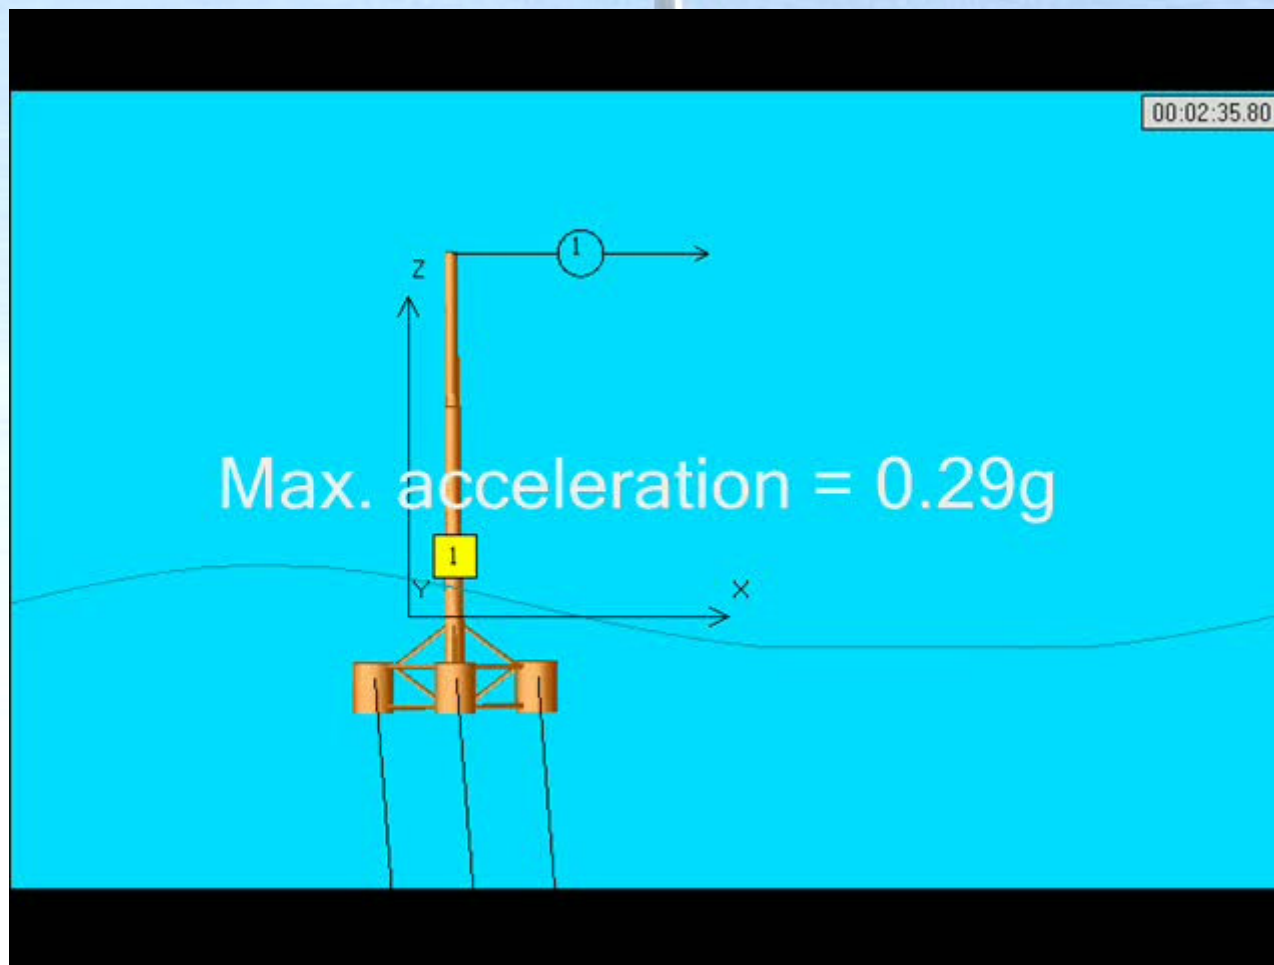 00:02:35.80
1
Z
Max. acceleration = 0.29g
1
Y
X